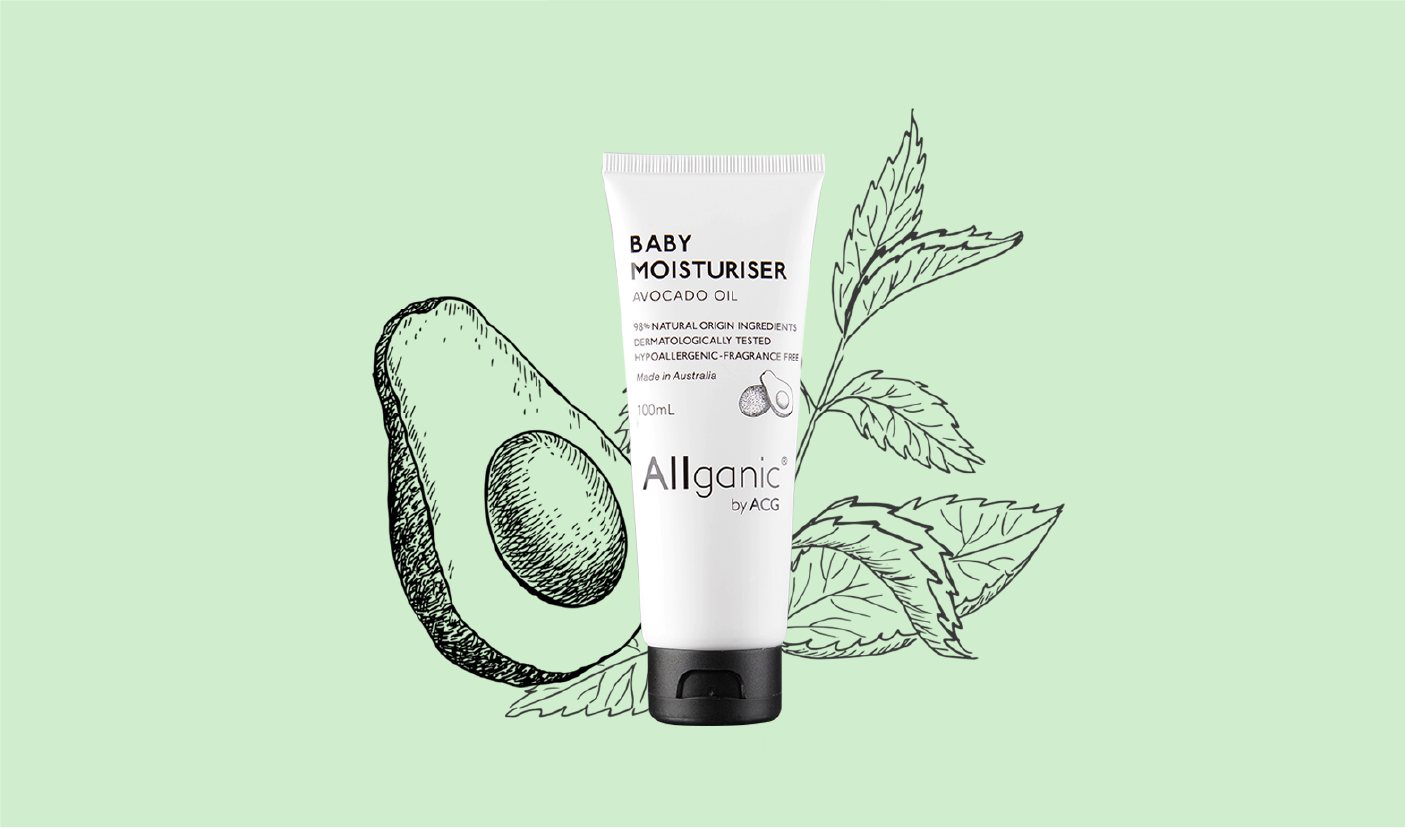 BABY
MOISTURISER
AVOCADO OIL
98% NATURAL ORIGIN INGREDIENTS
DERMATOLOGICALLY TESTED
HYPOALLERGENIC-FRAGRANCE FREE
Made in Australia
100mL
Allganic®
by ACG